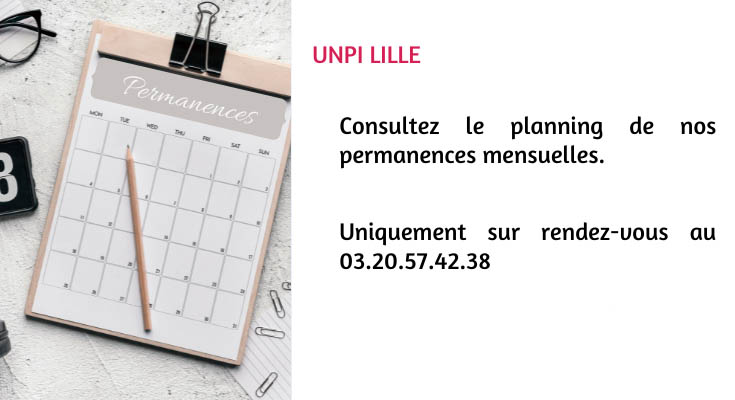 Permanences
MON TUE WED THU FRI SAT SUN
8
UNPI LILLE
Consultez le planning de nos
permanences mensuelles.
Uniquement sur rendez-vous au
03.20.57.42.38